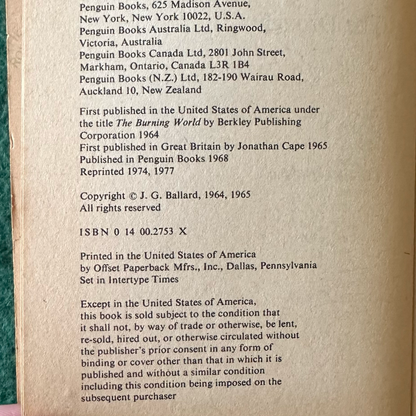 Penguin Books, 625 Madison Avenue,
New York, New York 10022, U.S.A.
Penguin Books Australia Ltd, Ringwood,
Victoria, Australia
Penguin Books Canada Ltd, 2801 John Street,
Markham, Ontario, Canada L3R 1B4
Penguin Books (N.Z.) Ltd, 182-190 Wairau Road,
Auckland 10, New Zealand
First published in the United States of America under
the title The Burning World by Berkley Publishing
Corporation 1964
First published in Great Britain by Jonathan Cape 1965
Published in Penguin Books 1968
Reprinted 1974, 1977
Copyright © J. G. Ballard, 1964, 1965
All rights reserved
ISBN 0 14 00.2753 X
Printed in the United States of America
by Offset Paperback Mfrs., Inc., Dallas, Pennsylvania
Set in Intertype Times
Except in the United States of America,
this book is sold subject to the condition that
it shall not, by way of trade or otherwise, be lent,
re-sold, hired out, or otherwise circulated without
the publisher's prior consent in any form of
binding or cover other than that in which it is
published and without a similar condition
including this condition being imposed on the
subsequent purchaser